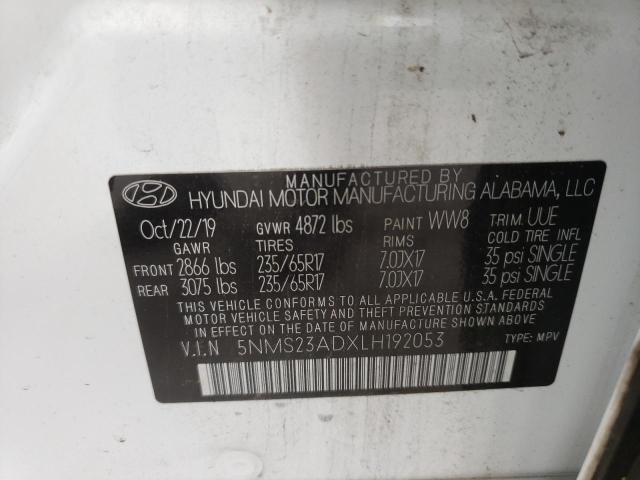 MANUFACTURED BY
HYUNDAI MOTOR MANUFACTURING ALABAMA, LLC
Oct/22/19 GVWR 4872 lbs PAINT WW8 TRIM. UUE
GAWR TIRES RIMS COLD TIRE INFL
FRONT 2866 lbs 235/65R17 7.0JX17 35 psi SINGLE
REAR 3075 lbs 235/65R17 7.0JX17 35 psi SINGLE
THIS VEHICLE CONFORMS TO ALL APPLICABLE U.S.A. FEDERAL
MOTOR VEHICLE SAFETY AND THEFT PREVENTION STANDARDS
IN EFFECT ON THE DATE OF MANUFACTURE SHOWN ABOVE.
V.I.N 5NMS23ADXLH192053 TYPE: MPV